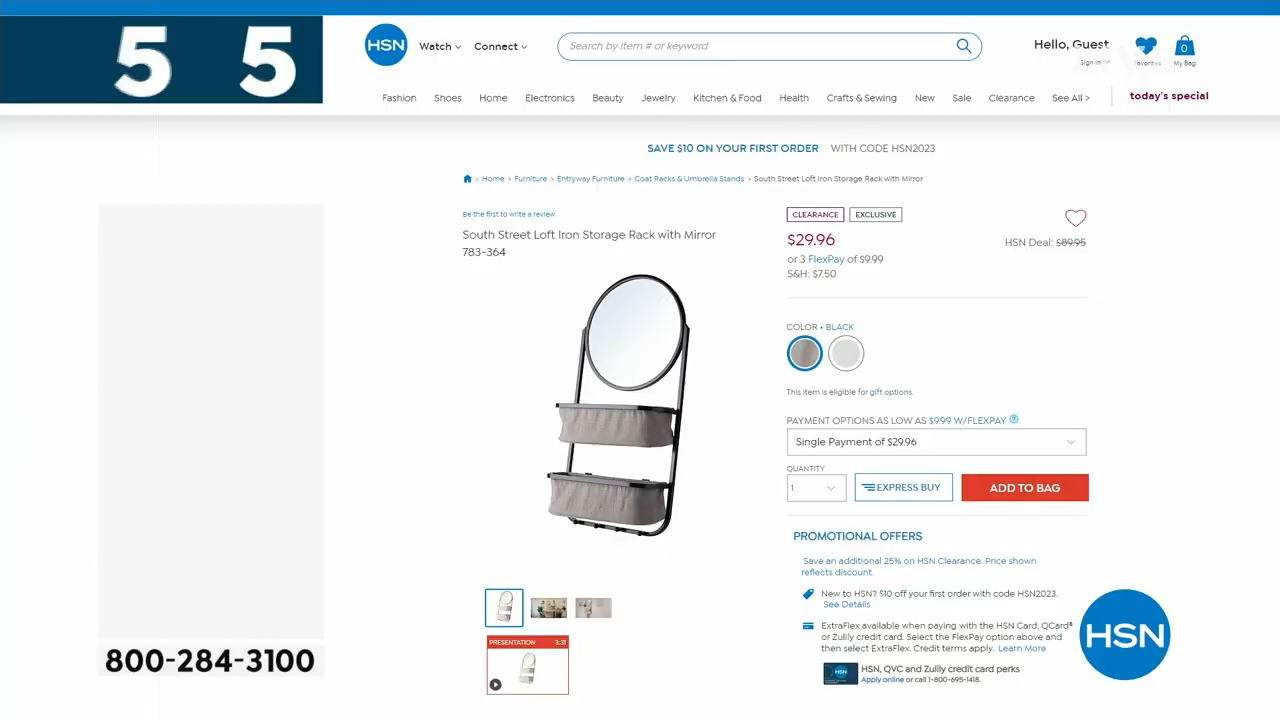 5 5
HSN
Watch
Connect
Search by item # or keyword
Hello, Guest
Sign In
Favorites
0
My Bag
Fashion
Shoes
Home
Electronics
Beauty
Jewelry
Kitchen & Food
Health
Crafts & Sewing
New
Sale
Clearance
See All >
today's special
SAVE $10 ON YOUR FIRST ORDER WITH CODE HSN2023
> Home > Furniture > Entryway Furniture > Coat Racks & Umbrella Stands > South Street Loft Iron Storage Rack with Mirror
Be the first to write a review
South Street Loft Iron Storage Rack with Mirror
783-364
CLEARANCE
EXCLUSIVE
$29.96
HSN Deal: $89.95
or 3 FlexPay of $9.99
S&H: $7.50
COLOR • BLACK
This item is eligible for gift options.
PAYMENT OPTIONS AS LOW AS $9.99 W/FLEXPAY ?
Single Payment of $29.96
QUANTITY
1
EXPRESS BUY
ADD TO BAG
PROMOTIONAL OFFERS
Save an additional 25% on HSN Clearance. Price shown
reflects discount.
New to HSN? $10 off your first order with code HSN2023.
See Details
ExtraFlex available when paying with the HSN Card, QCard®
or Zulily credit card. Select the FlexPay option above and
then select ExtraFlex. Credit terms apply. Learn More
HSN, QVC and Zulily credit card perks
Apply online or call 1-800-695-1418.
PRESENTATION 3:31
800-284-3100
HSN